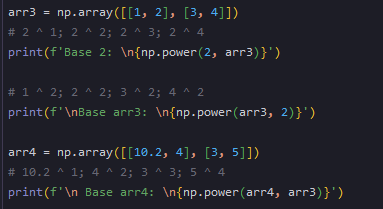 arr3 = np.array([[1, 2], [3, 4]])
# 2 ^ 1; 2 ^ 2; 2 ^ 3; 2 ^ 4
print(f'Base 2: \n{np.power(2, arr3)}')
# 1 ^ 2; 2 ^ 2; 3 ^ 2; 4 ^ 2
print(f'\nBase arr3: \n{np.power(arr3, 2)}')
arr4 = np.array([[10.2, 4], [3, 5]])
# 10.2 ^ 1; 4 ^ 2; 3 ^ 3; 5 ^ 4
print(f'\n Base arr4: \n{np.power(arr4, arr3)}')